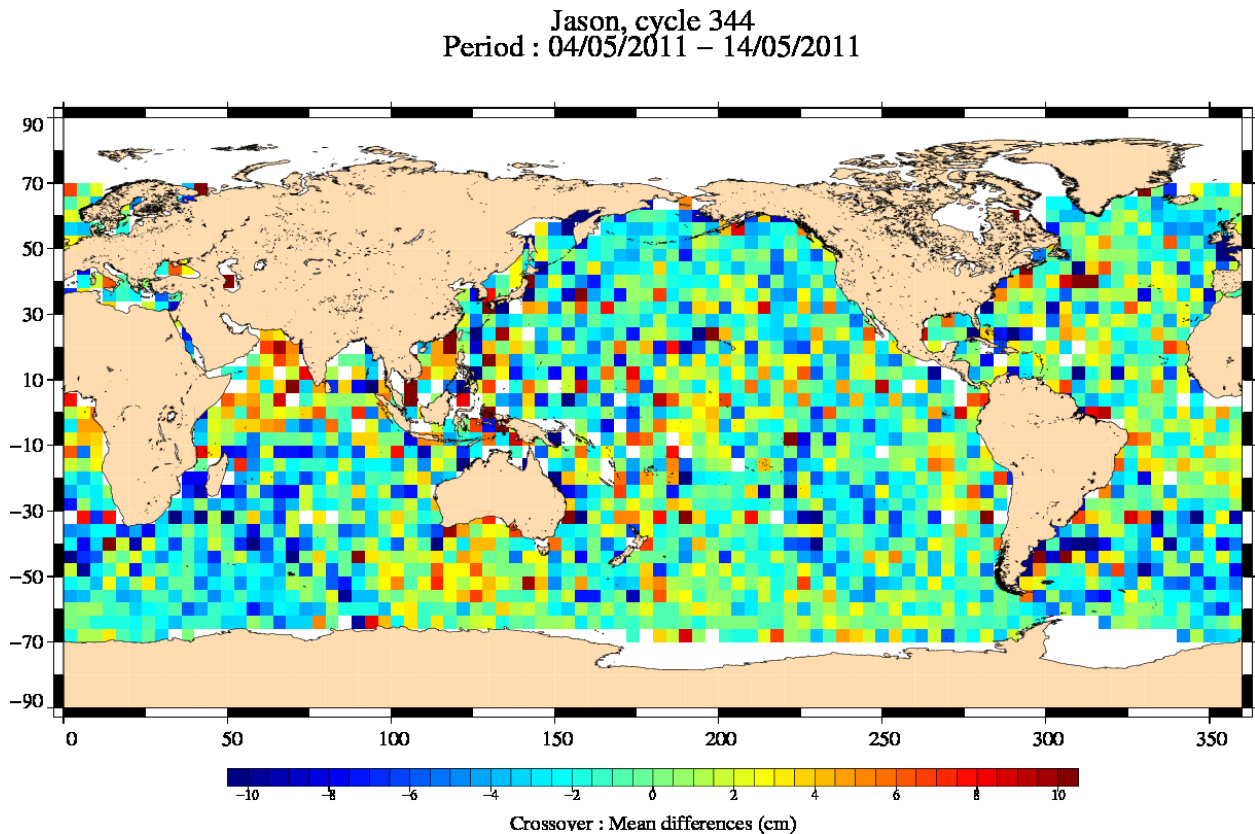 Jason, cycle 344
Period : 04/05/2011 – 14/05/2011
90
70
50
30
10
−10
−30
−50
−70
−90
0 50 100 150 200 250 300 350
−10 −8 −6 −4 −2 0 2 4 6 8 10
Crossover : Mean differences (cm)